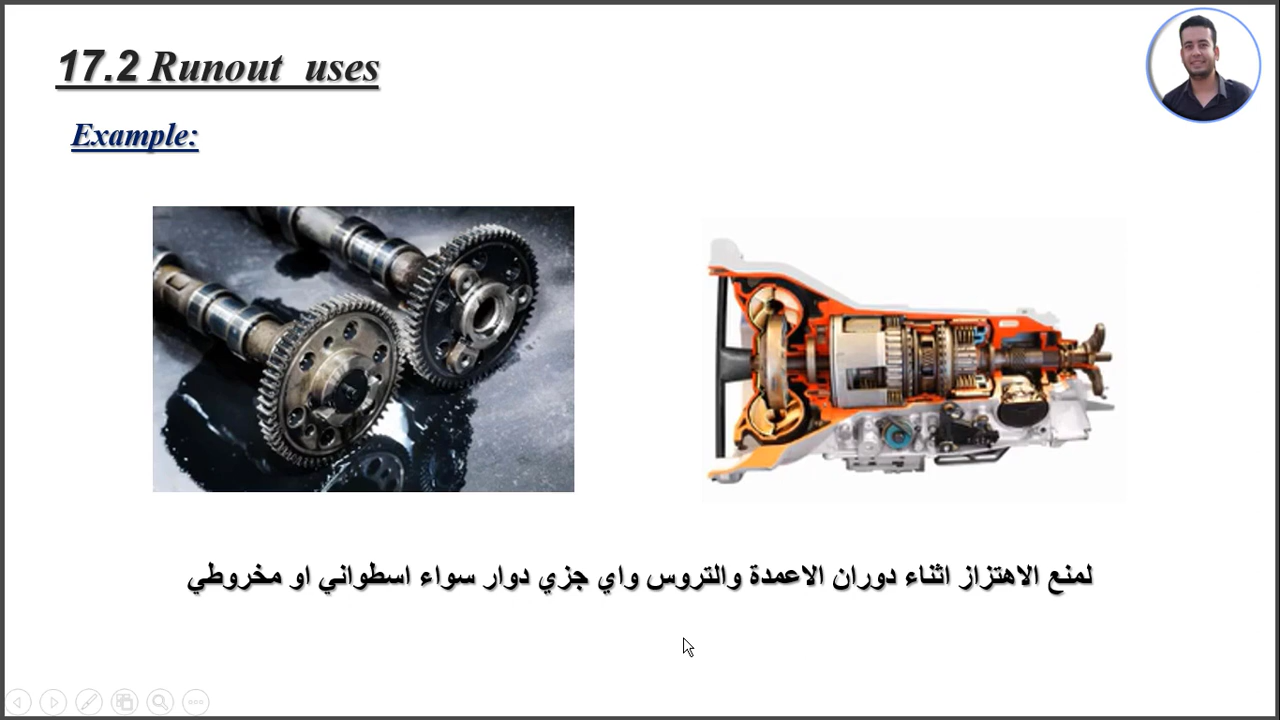 17.2 Runout uses
Example:
لمنع الاهتزاز اثناء دوران الاعمدة والتروس واي جزي دوار سواء اسطواني او مخروطي